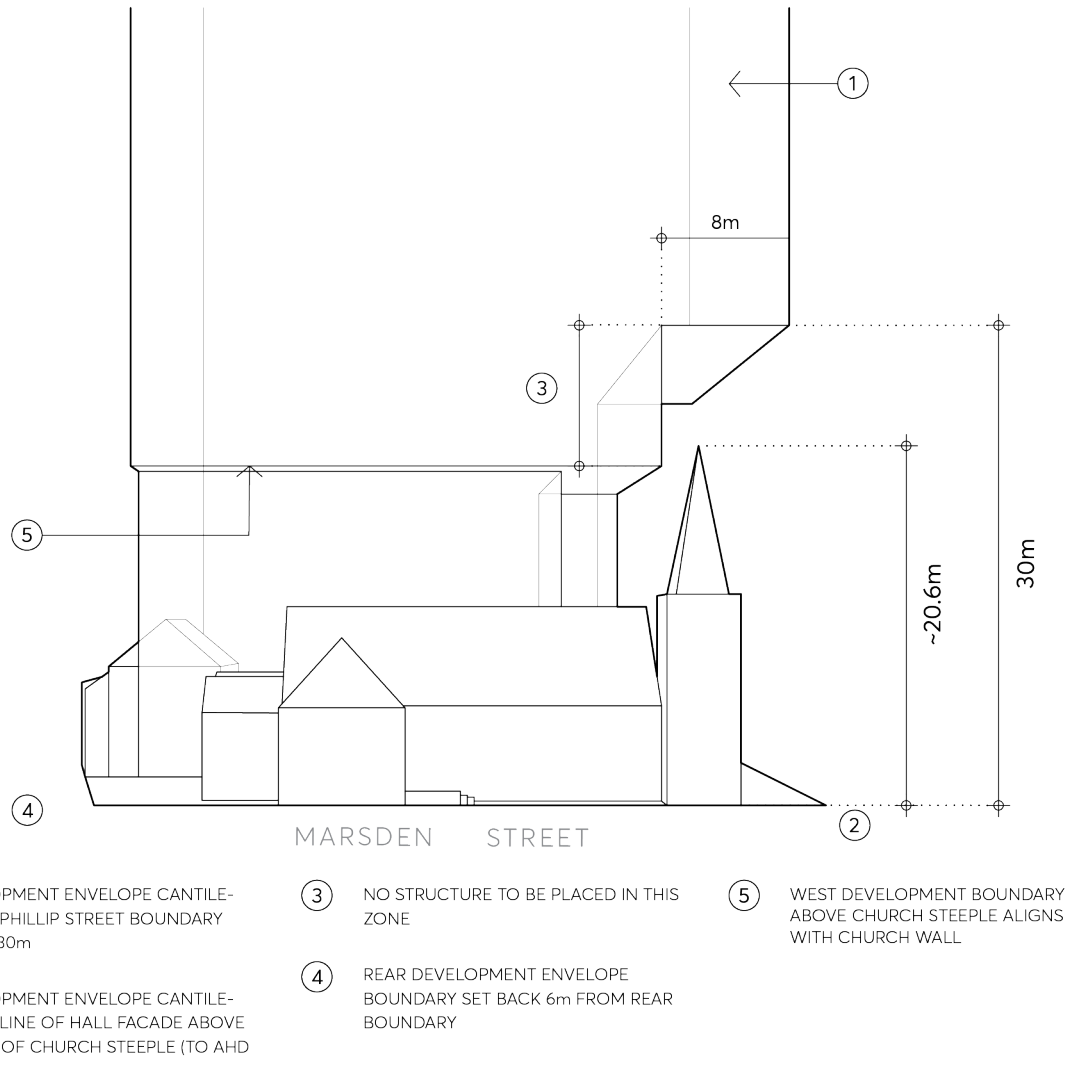 1
8m
3
5
~20.6m
30m
4
2
MARSDEN STREET
PMENT ENVELOPE CANTILE-
PHILLIP STREET BOUNDARY
30m
PMENT ENVELOPE CANTILE-
LINE OF HALL FACADE ABOVE
OF CHURCH STEEPLE (TO AHD
3 NO STRUCTURE TO BE PLACED IN THIS
ZONE
4 REAR DEVELOPMENT ENVELOPE
BOUNDARY SET BACK 6m FROM REAR
BOUNDARY
5 WEST DEVELOPMENT BOUNDARY
ABOVE CHURCH STEEPLE ALIGNS
WITH CHURCH WALL